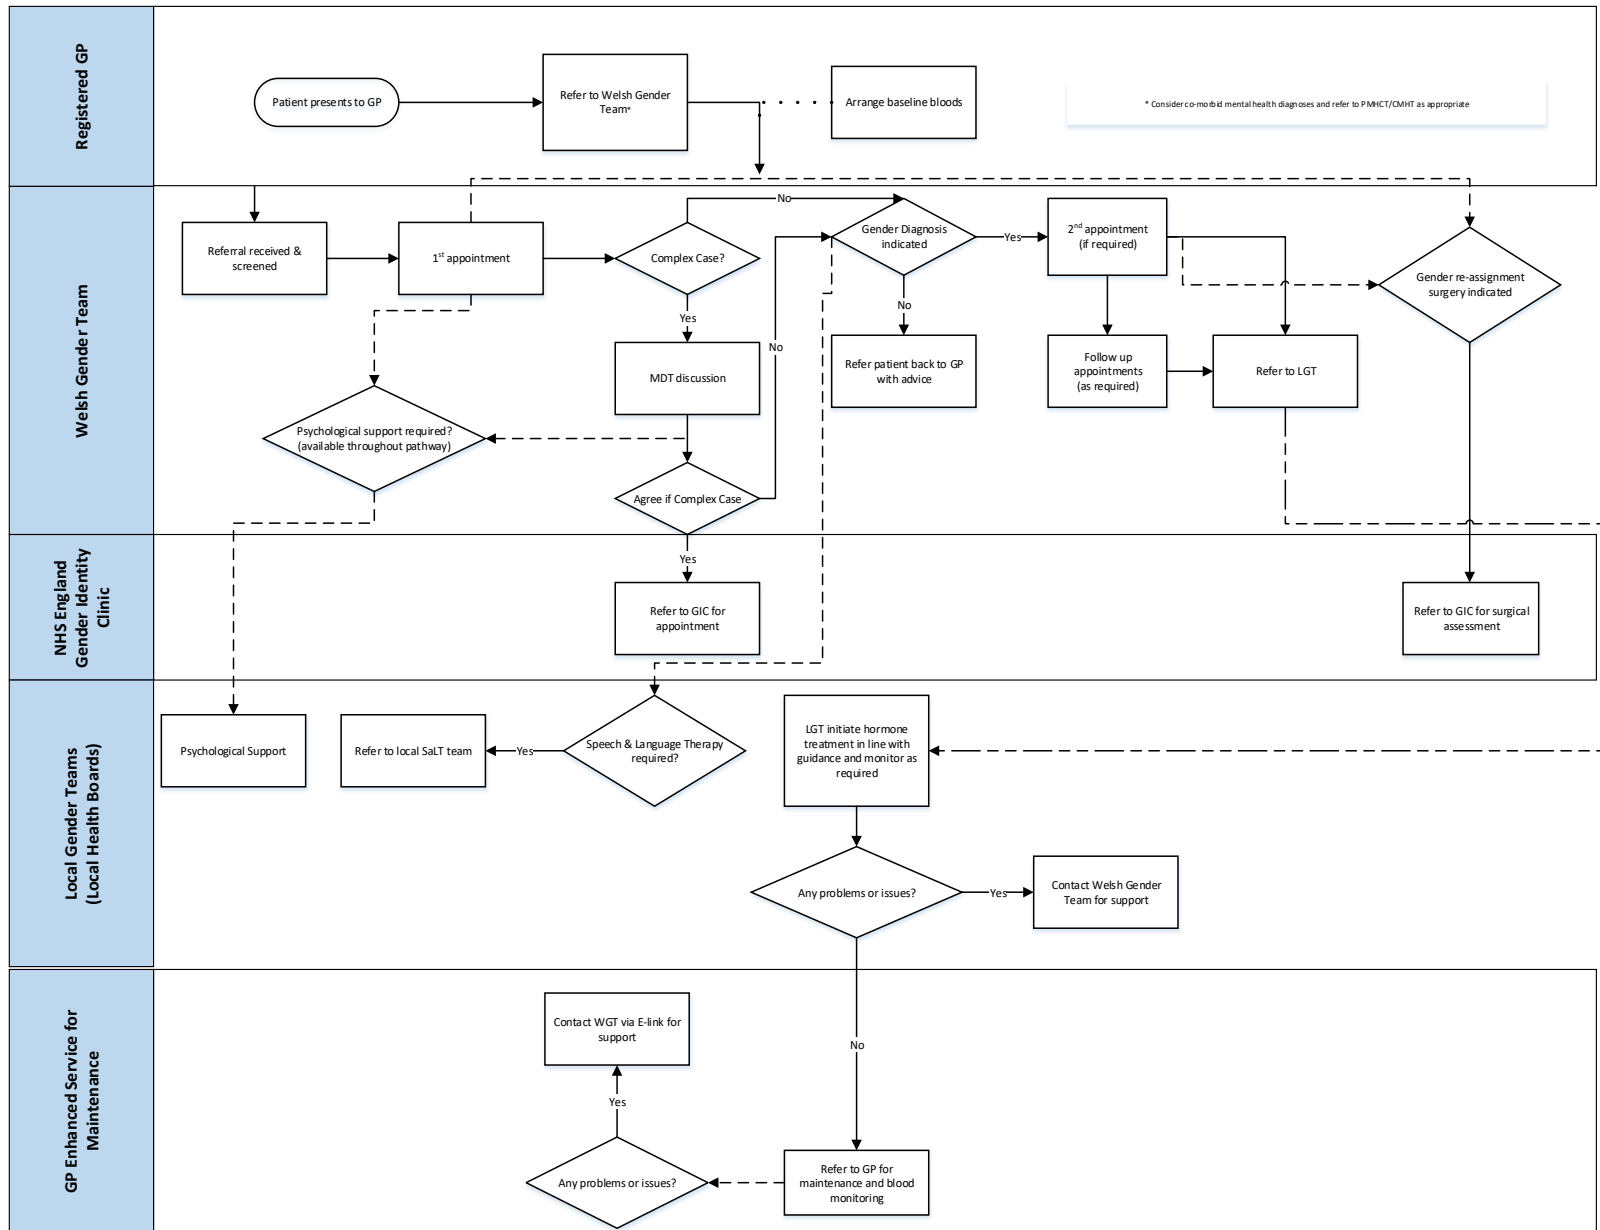 Registered GP
Patient presents to GP
Refer to Welsh Gender
Team*
Arrange baseline bloods
* Consider co-morbid mental health diagnoses and refer to PMHCT/CMHT as appropriate
Welsh Gender Team
Referral received &
screened
1st appointment
Complex Case?
No
Gender Diagnosis
indicated
Yes
2nd appointment
(if required)
Gender re-assignment
surgery indicated
Yes
No
No
MDT discussion
Refer patient back to GP
with advice
Follow up
appointments
(as required)
Refer to LGT
Psychological support required?
(available throughout pathway)
Agree if Complex Case
NHS England
Gender Identity
Clinic
Yes
Refer to GIC for
appointment
Refer to GIC for surgical
assessment
Local Gender Teams
(Local Health Boards)
Psychological Support
Refer to local SaLT team
Yes
Speech & Language Therapy
required?
LGT initiate hormone
treatment in line with
guidance and monitor as
required
Any problems or issues?
Yes
Contact Welsh Gender
Team for support
GP Enhanced Service for
Maintenance
Contact WGT via E-link for
support
No
Yes
Any problems or issues?
Refer to GP for
maintenance and blood
monitoring